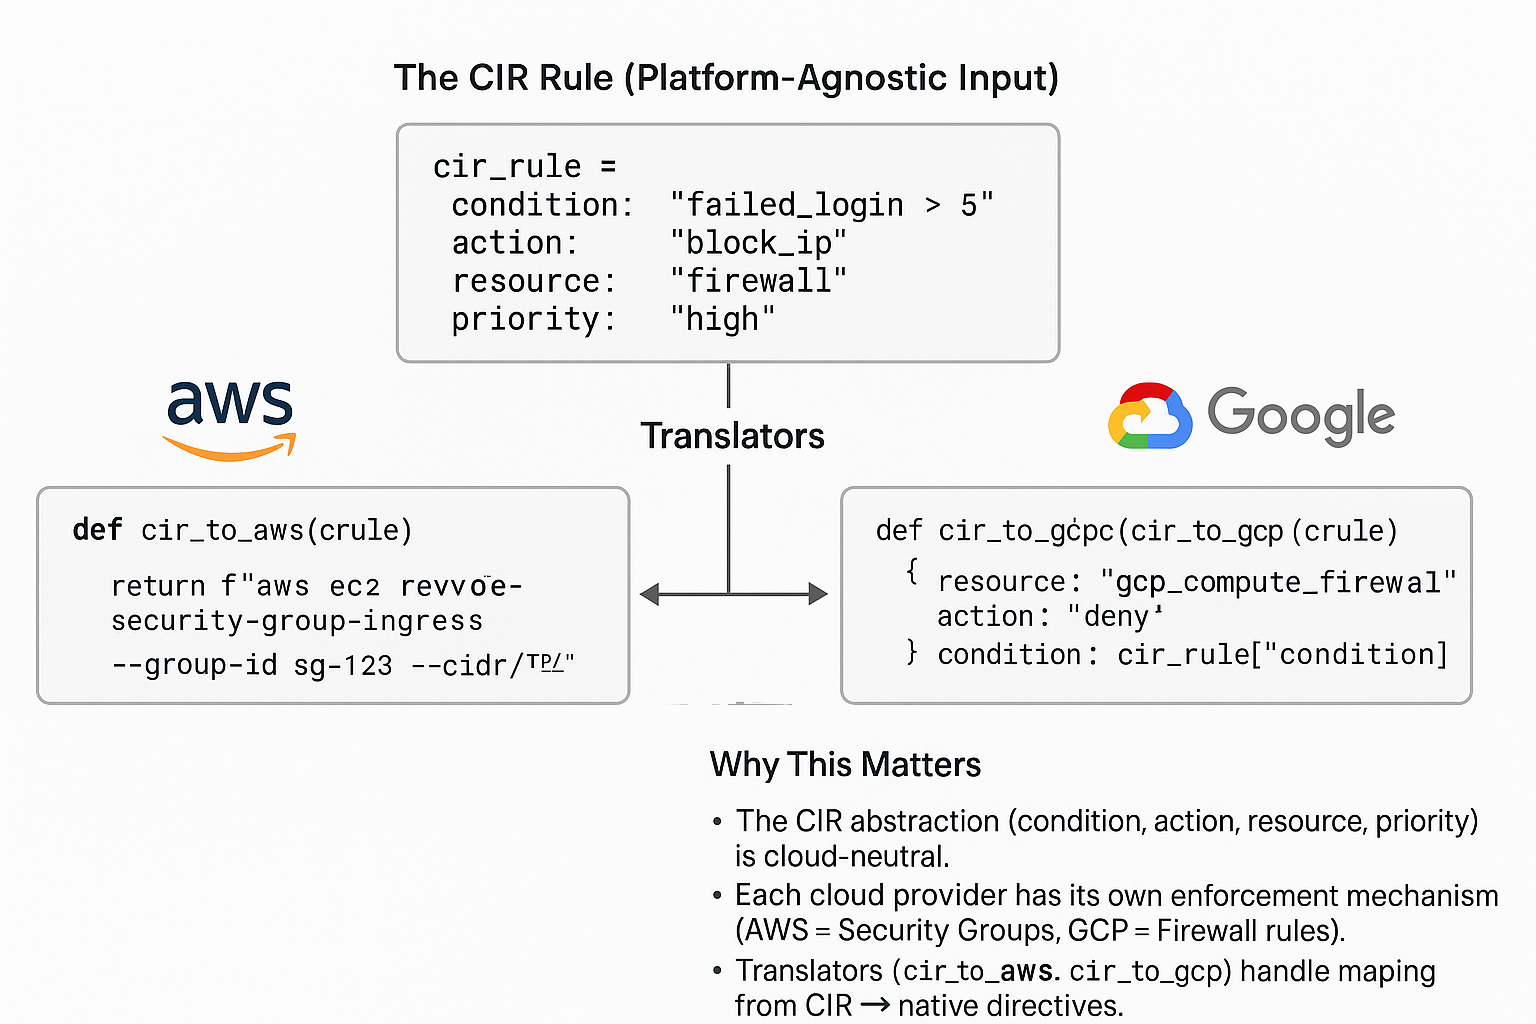 The CIR Rule (Platform-Agnostic Input)
cir_rule =
condition: "failed_login > 5"
action: "block_ip"
resource: "firewall"
priority: "high"
aws
Google
Translators
def cir_to_aws(crule)
return f"aws ec2 revvoe-
security-group-ingress
--group-id sg-123 --cidr/TP/"
def cir_to_gċpc(cir_to_gcp (crule)
{ resource: "gcp_compute_firewal"
action: "deny'
} condition: cir_rule["condition]
Why This Matters
• The CIR abstraction (condition, action, resource, priority)
is cloud-neutral.
• Each cloud provider has its own enforcement mechanism
(AWS = Security Groups, GCP = Firewall rules).
• Translators (cir_to_aws. cir_to_gcp) handle maping
from CIR → native directives.